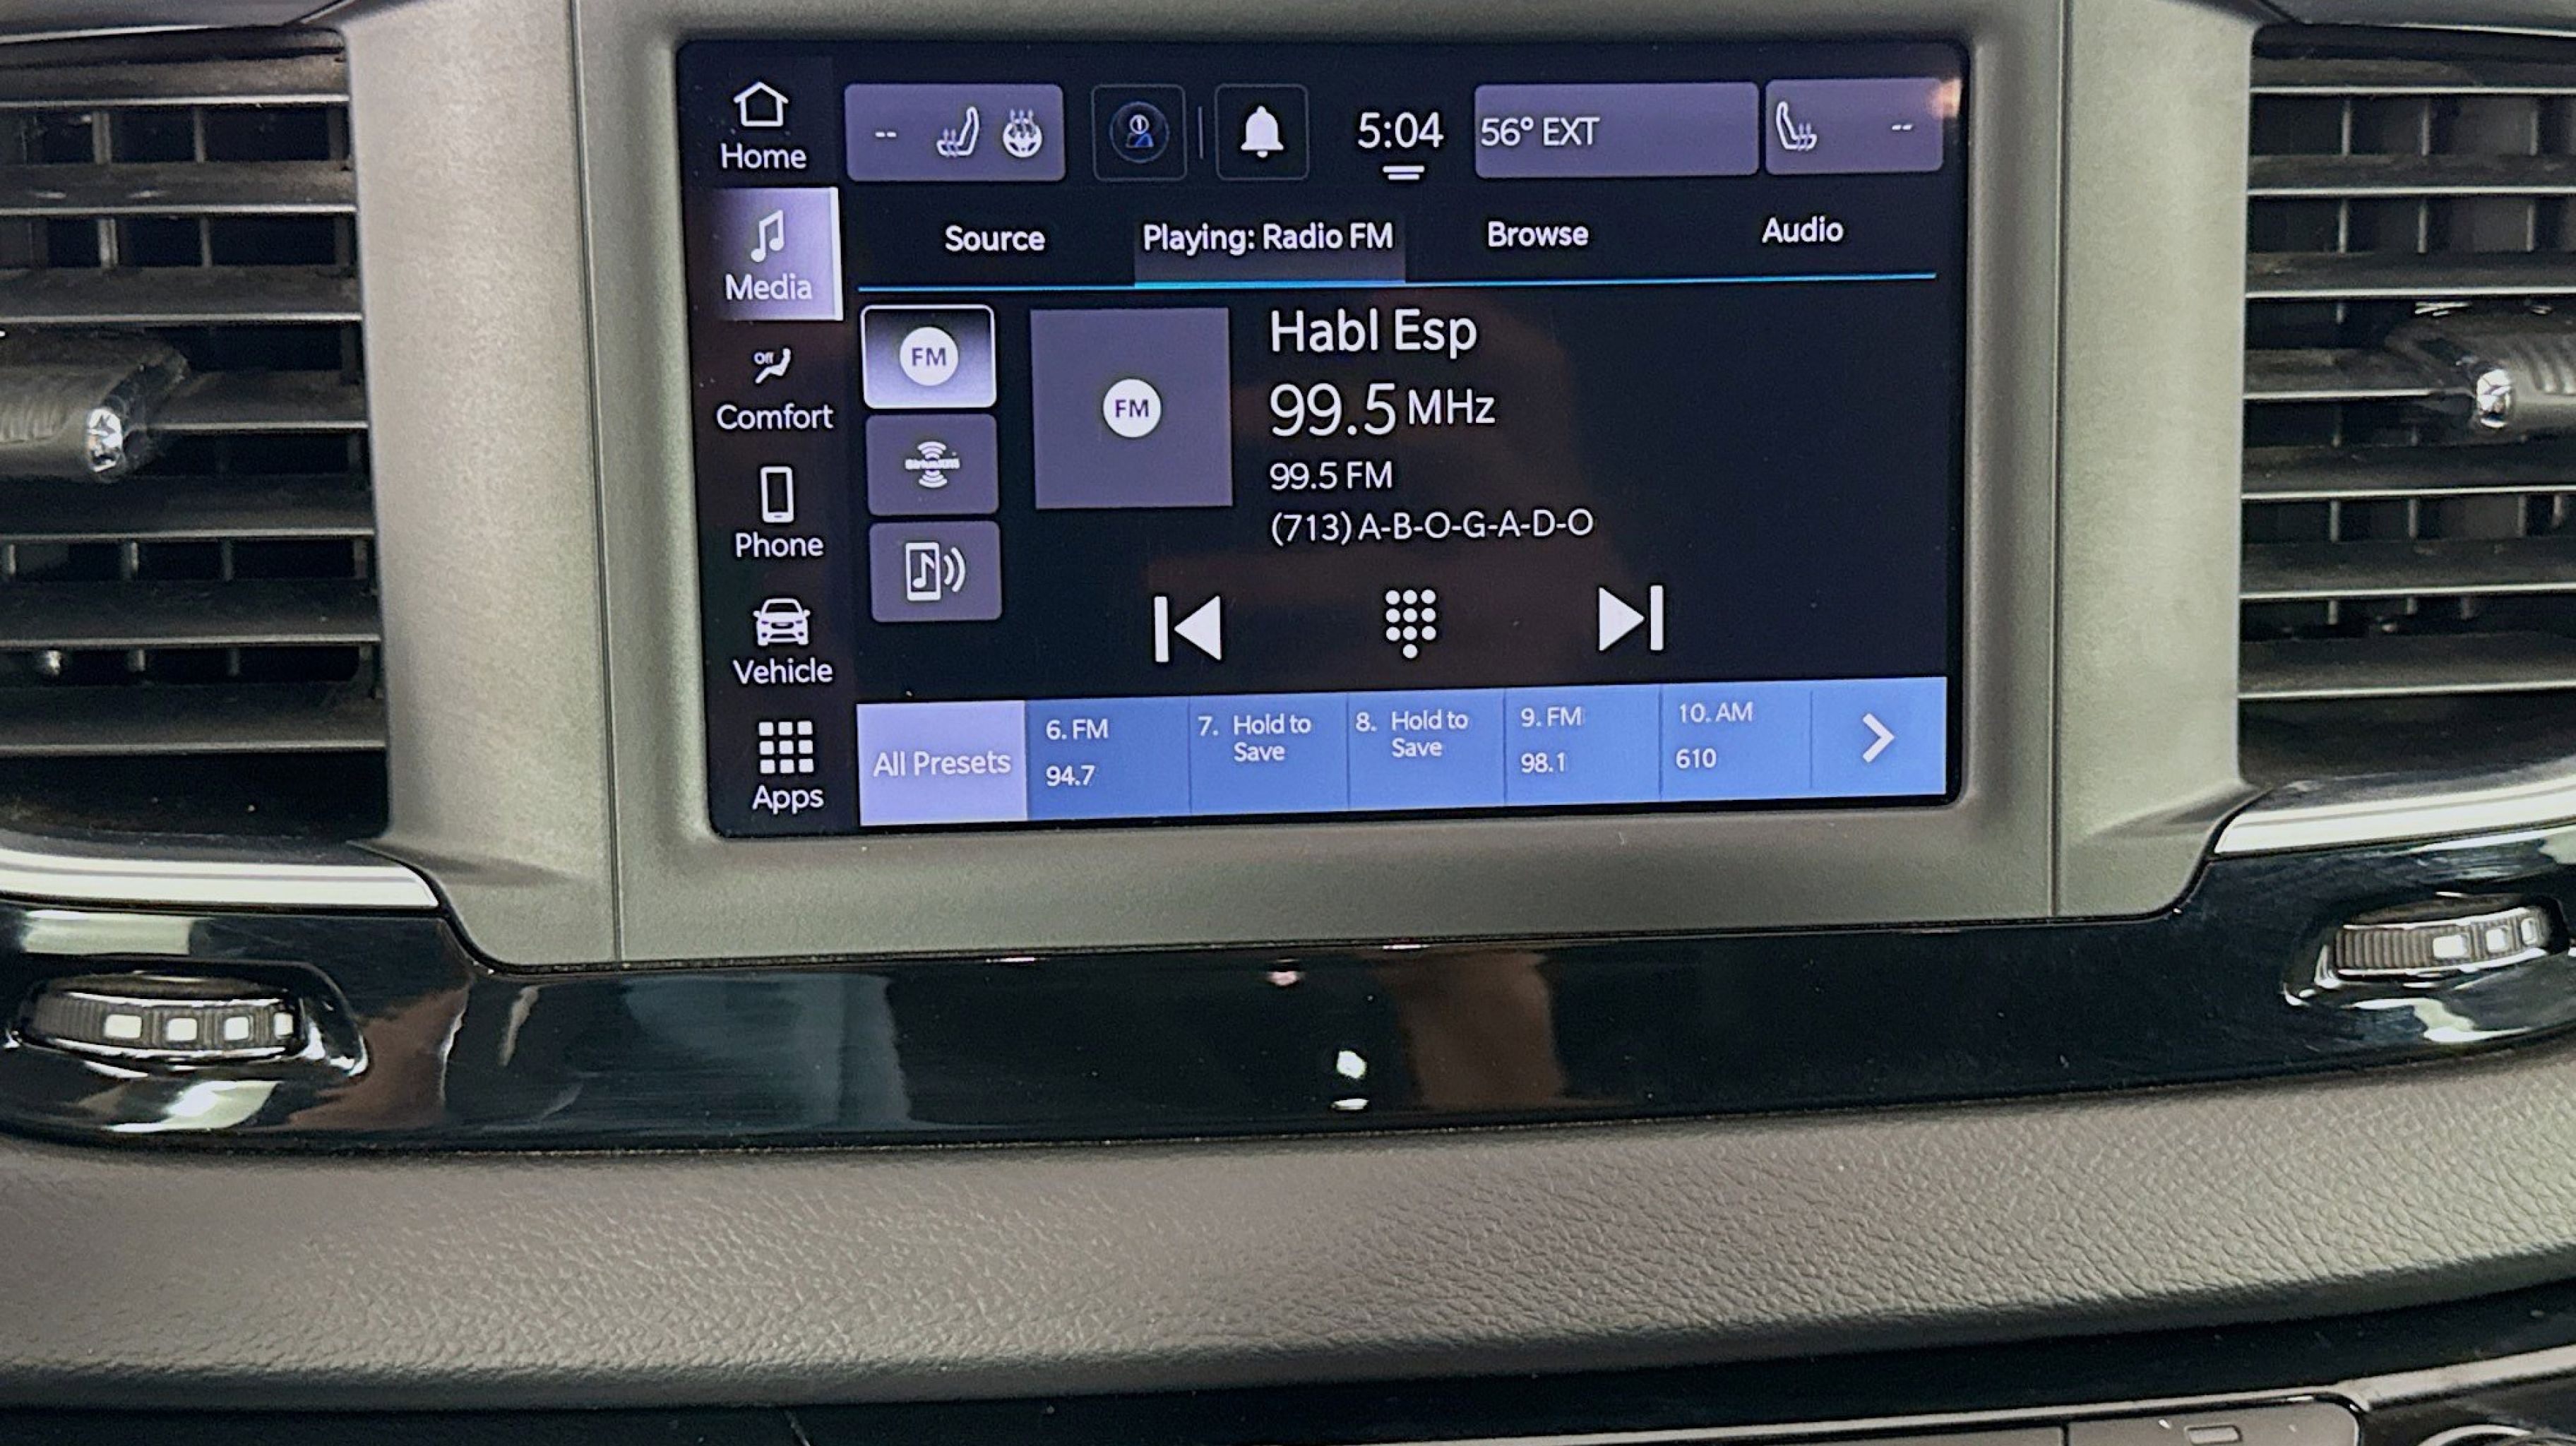 Home
-- 5:04 56° EXT --
Source Playing: Radio FM Browse Audio
Media
Off
Comfort
Phone
Vehicle
Apps
FM
SiriusXM
FM
Habl Esp
99.5 MHz
99.5 FM
(713) A-B-O-G-A-D-O
All Presets
6. FM
94.7
7. Hold to
Save
8. Hold to
Save
9. FM
98.1
10. AM
610